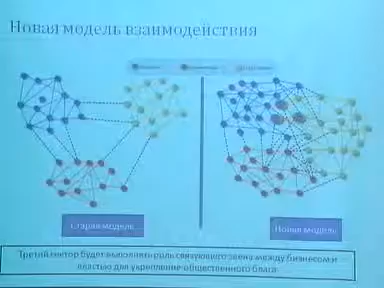 Новая модель взаимодействия
Старая модель
Новая модель
Третий сектор будет выполнять роль связующего звена между бизнесом и
властью для укрепления общественного блага